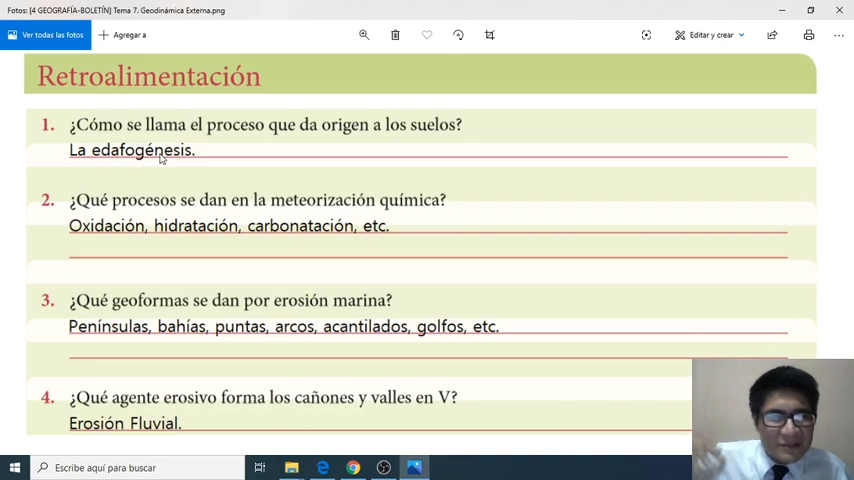 Fotos: [4 GEOGRAFÍA-BOLETÍN] Tema 7. Geodinámica Externa.png
Ver todas las fotos
Agregar a
Editar y crear
Retroalimentación
1. ¿Cómo se llama el proceso que da origen a los suelos?
La edafogénesis.
2. ¿Qué procesos se dan en la meteorización química?
Oxidación, hidratación, carbonatación, etc.
3. ¿Qué geoformas se dan por erosión marina?
Penínsulas, bahías, puntas, arcos, acantilados, golfos, etc.
4. ¿Qué agente erosivo forma los cañones y valles en V?
Erosión Fluvial.
Escribe aquí para buscar